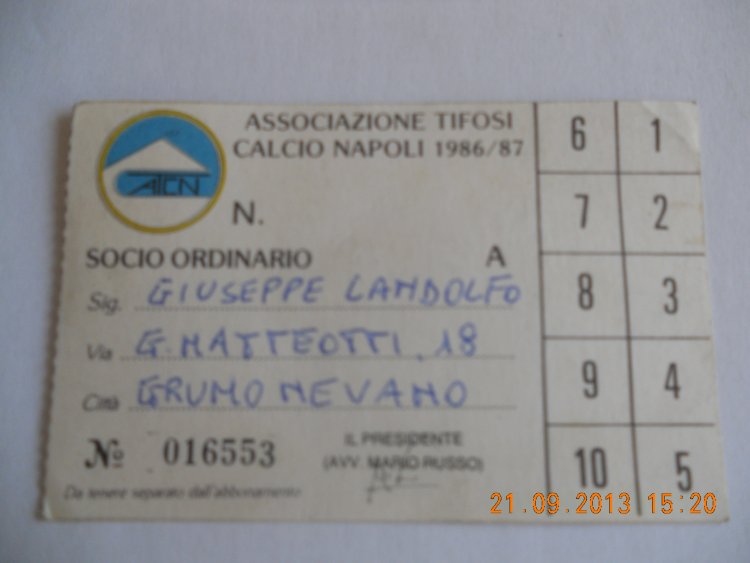 ASSOCIAZIONE TIFOSI
CALCIO NAPOLI 1986/87
ATCN
N.
SOCIO ORDINARIO A
Sig. GIUSEPPE LANDOLFO
Via G. MATTEOTTI, 18
Città GRUMO NEVANO
№ 016553
IL PRESIDENTE
(AVV. MARIO RUSSO)
Da tenere separato dall'abbonamento
6 1
7 2
8 3
9 4
10 5
21.09.2013 15:20